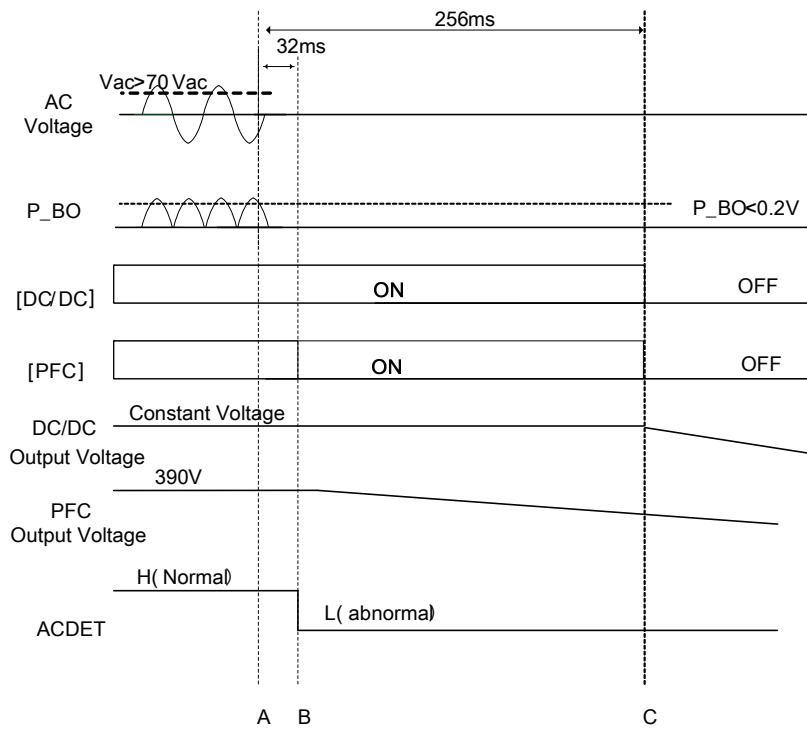 256ms
32ms
Vac>70 Vac
AC
Voltage
P_BO
P_BO<0.2V
[DC/DC]
ON
OFF
[PFC]
ON
OFF
Constant Voltage
DC/DC
Output Voltage
390V
PFC
Output Voltage
H( Normal)
L( abnormal)
ACDET
A
B
C